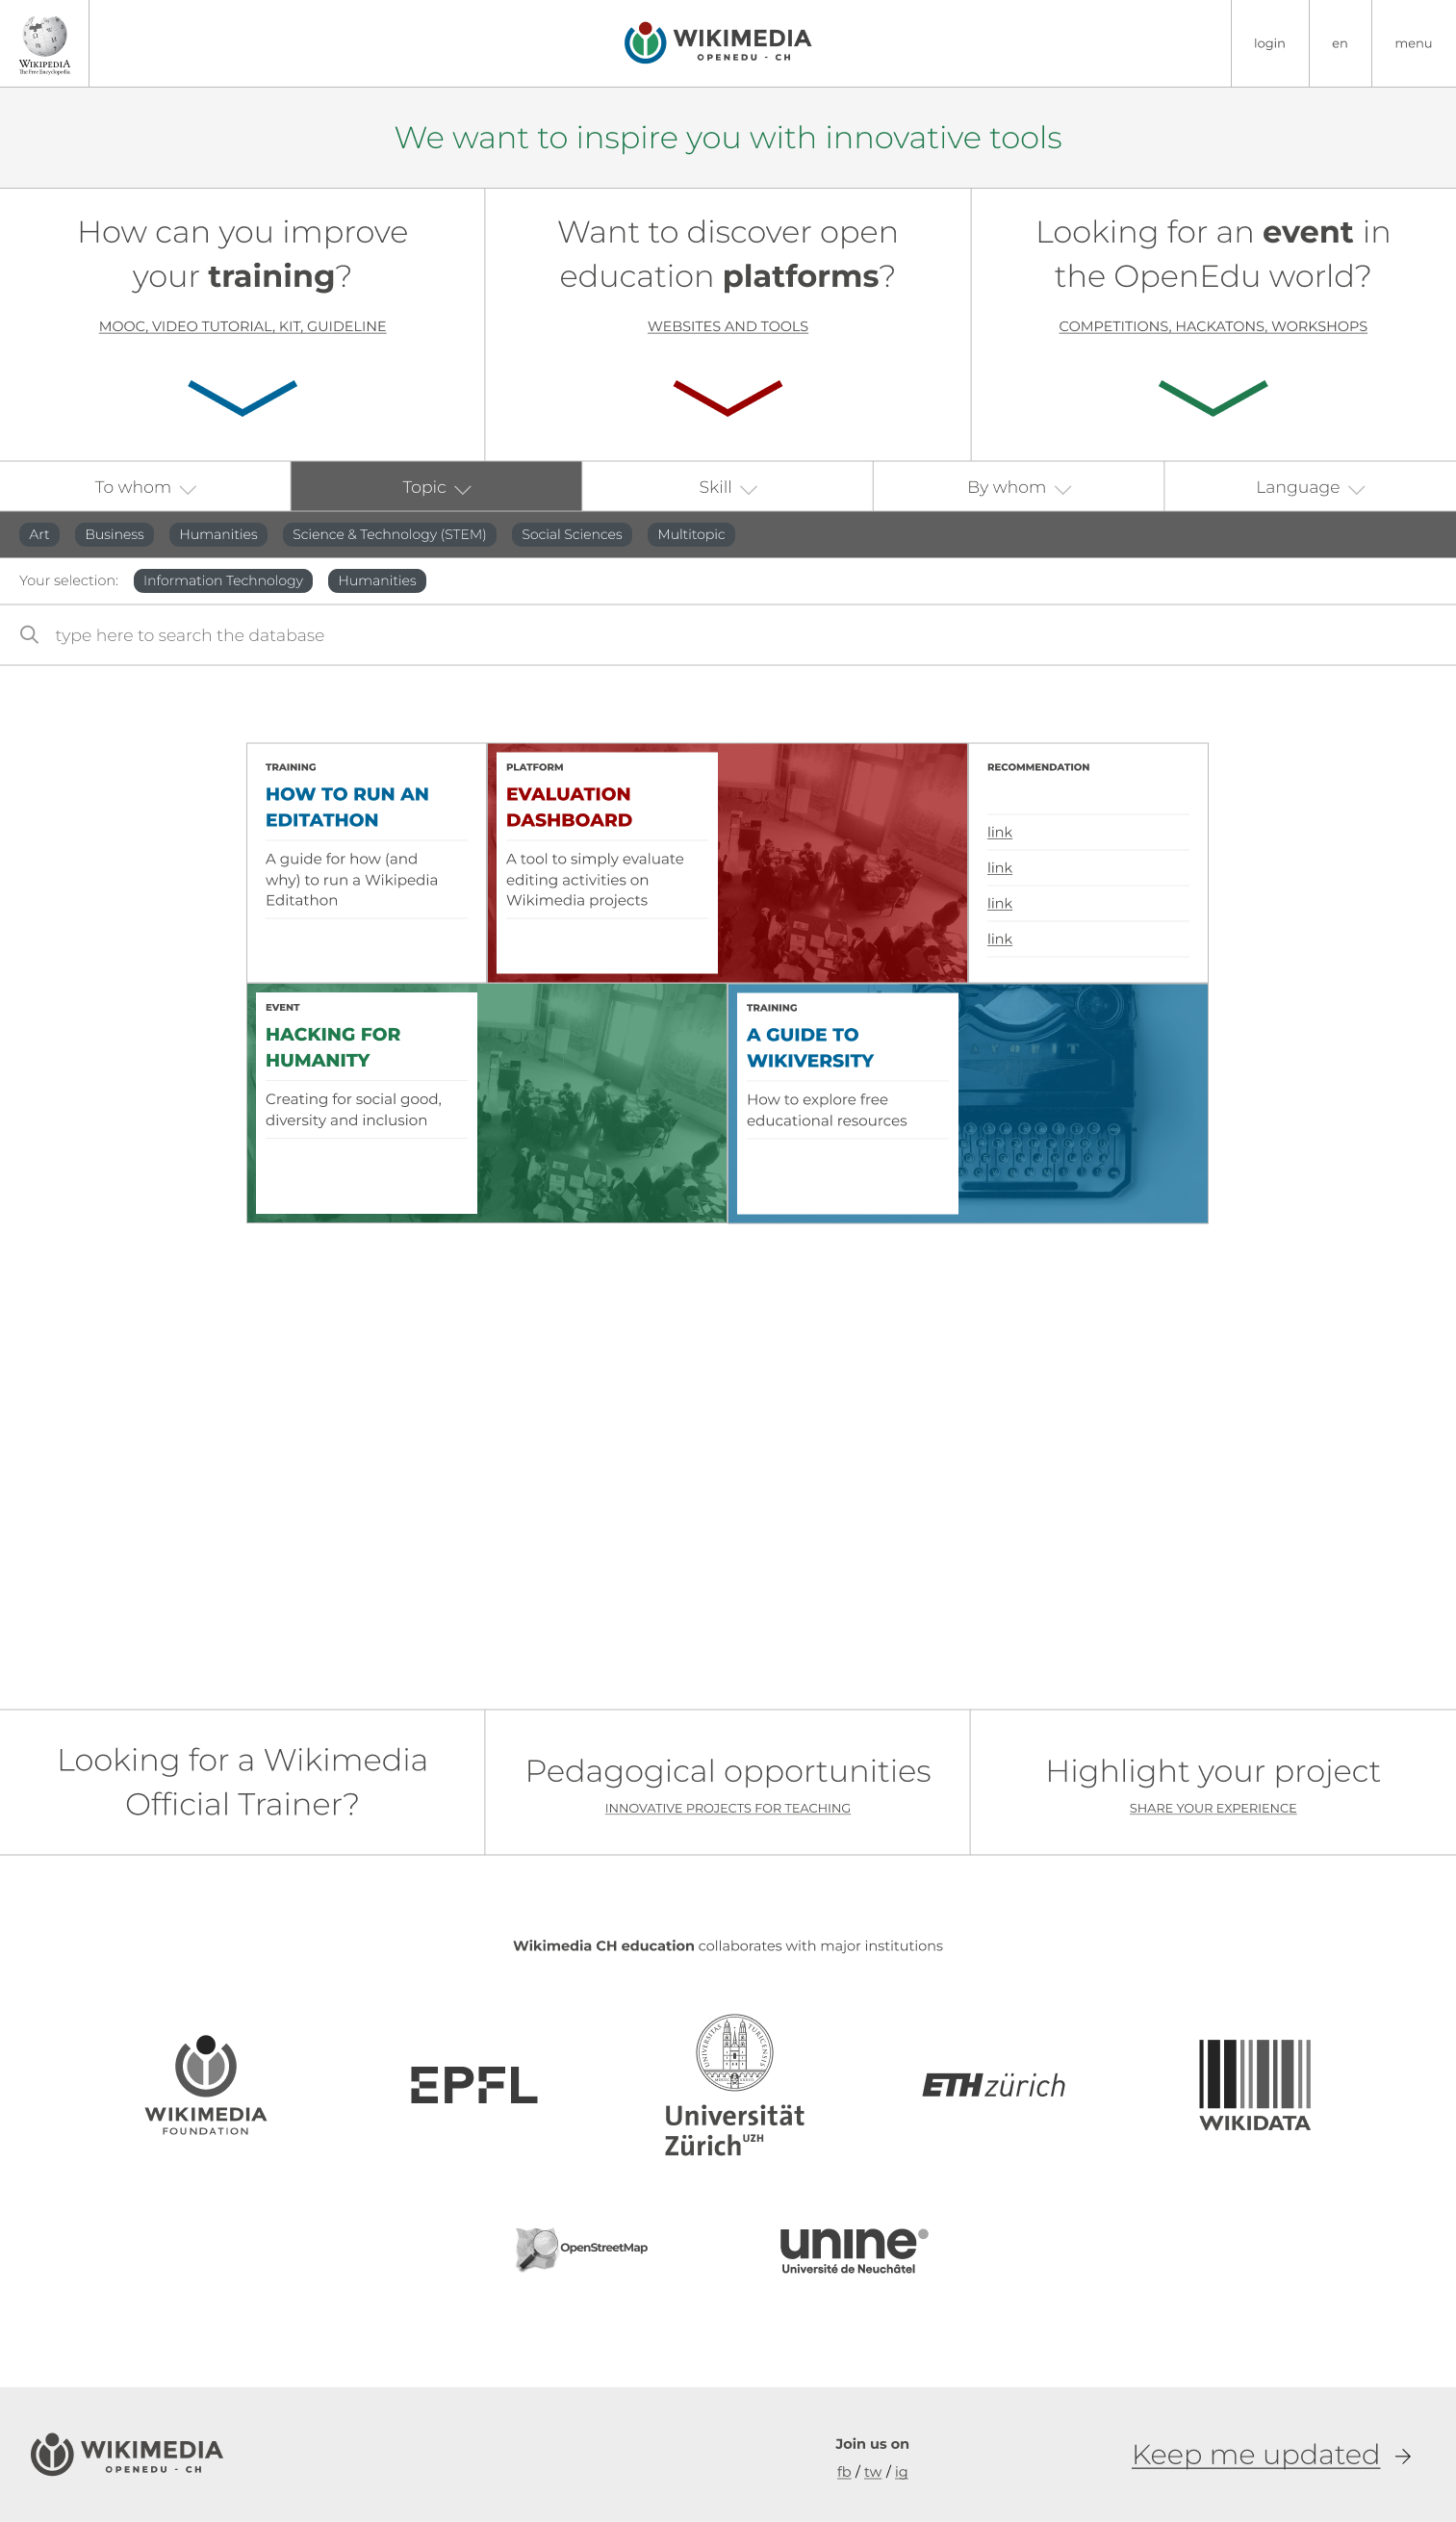 WIKIPEDIA
The Free Encyclopedia
WIKIMEDIA
OPENEDU - CH
login
en
menu
We want to inspire you with innovative tools
How can you improve
your training?
MOOC, VIDEO TUTORIAL, KIT, GUIDELINE
Want to discover open
education platforms?
WEBSITES AND TOOLS
Looking for an event in
the OpenEdu world?
COMPETITIONS, HACKATONS, WORKSHOPS
To whom
Topic
Skill
By whom
Language
Art
Business
Humanities
Science & Technology (STEM)
Social Sciences
Multitopic
Your selection:
Information Technology
Humanities
type here to search the database
TRAINING
HOW TO RUN AN
EDITATHON
A guide for how (and
why) to run a Wikipedia
Editathon
PLATFORM
EVALUATION
DASHBOARD
A tool to simply evaluate
editing activities on
Wikimedia projects
RECOMMENDATION
link
link
link
link
EVENT
HACKING FOR
HUMANITY
Creating for social good,
diversity and inclusion
TRAINING
A GUIDE TO
WIKIVERSITY
How to explore free
educational resources
Looking for a Wikimedia
Official Trainer?
Pedagogical opportunities
INNOVATIVE PROJECTS FOR TEACHING
Highlight your project
SHARE YOUR EXPERIENCE
Wikimedia CH education collaborates with major institutions
WIKIMEDIA
FOUNDATION
EPFL
UNIVERSITAS TURICENSIS
Universität
Zürich UZH
ETH zürich
WIKIDATA
OpenStreetMap
unine
Université de Neuchâtel
WIKIMEDIA
OPENEDU - CH
Join us on
fb / tw / ig
Keep me updated →